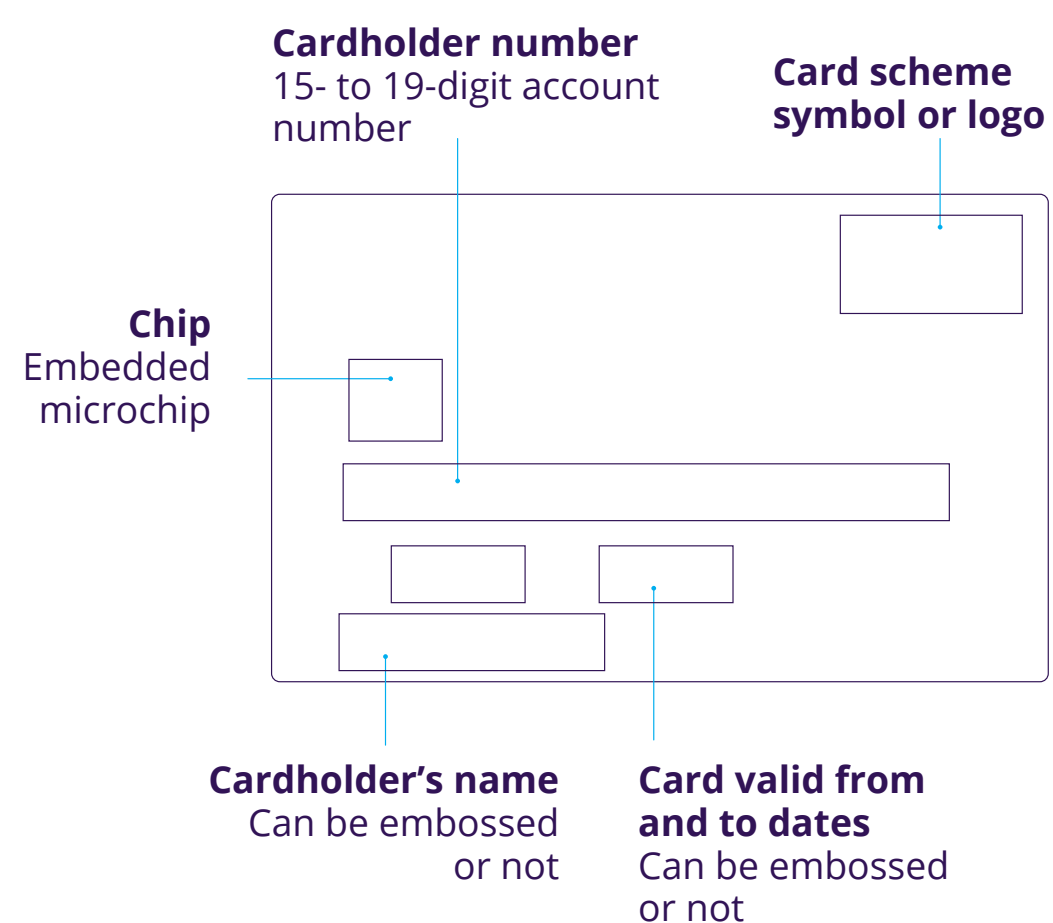 Cardholder number
15- to 19-digit account
number
Card scheme
symbol or logo
Chip
Embedded
microchip
Cardholder’s name
Can be embossed
or not
Card valid from
and to dates
Can be embossed
or not